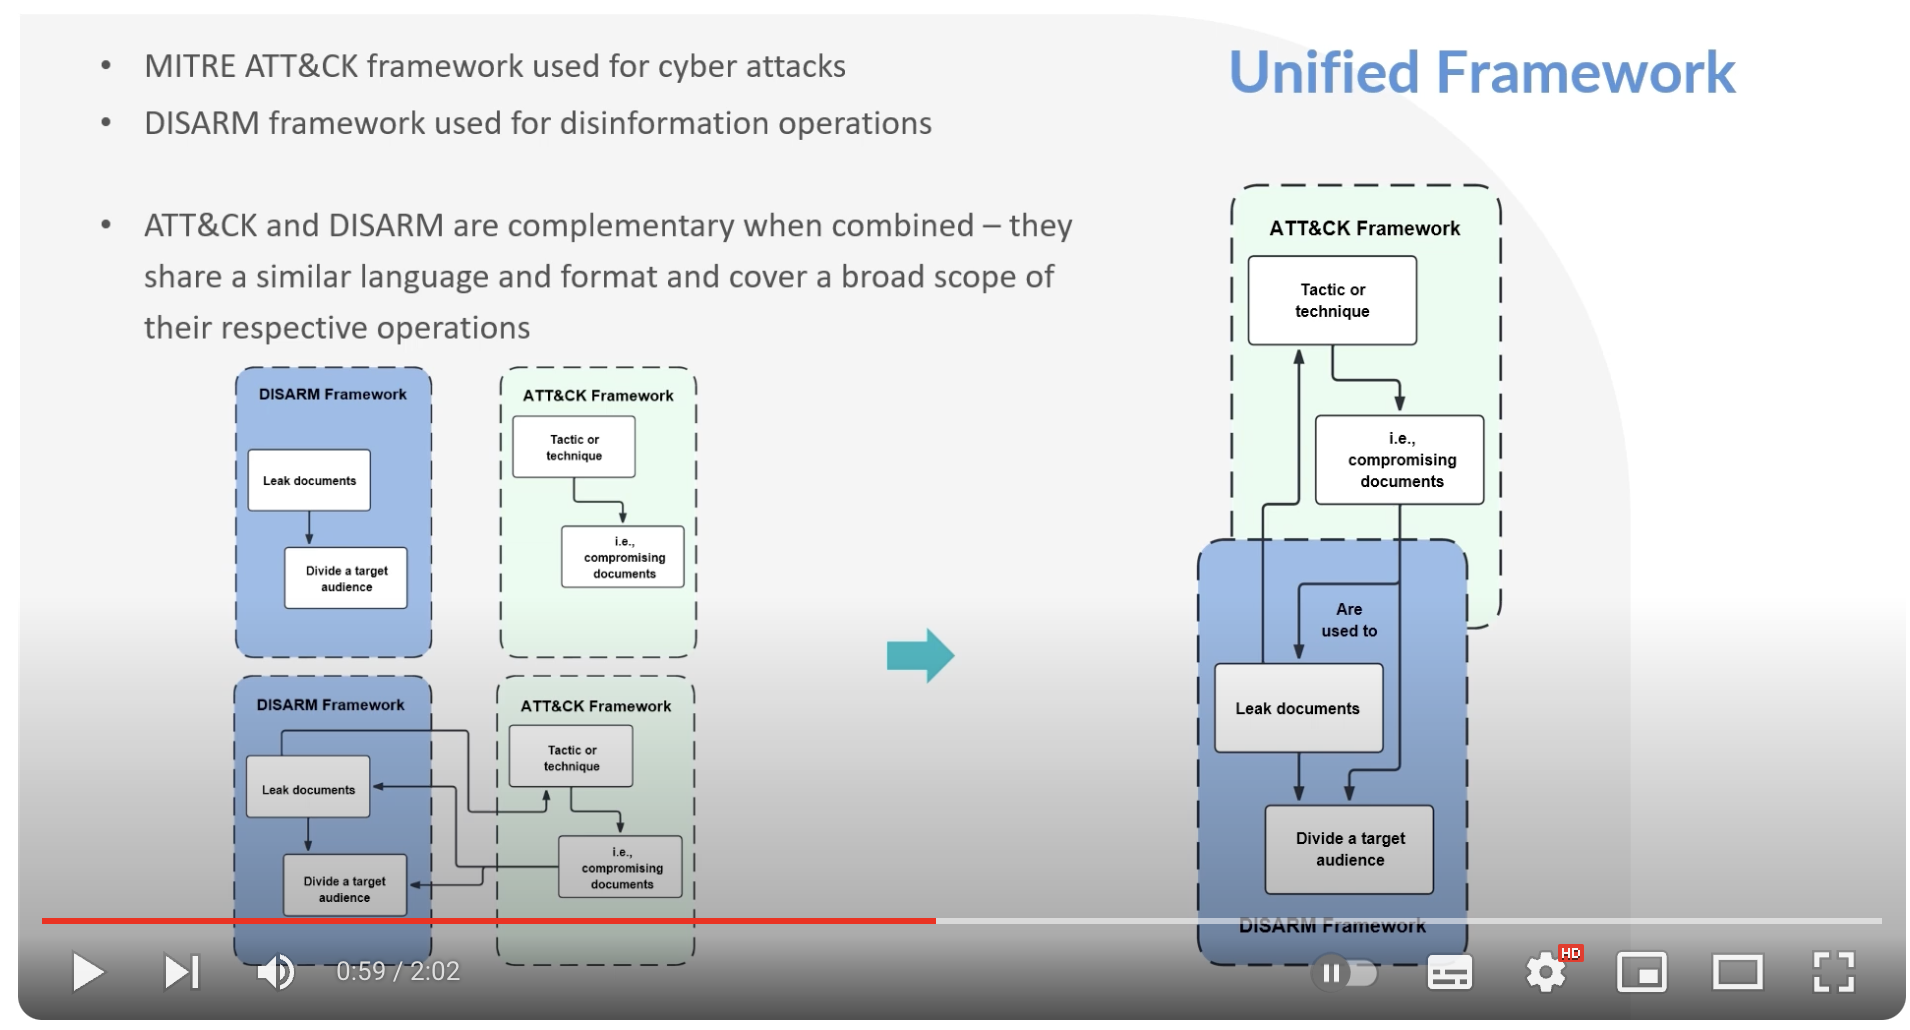 Unified Framework
• MITRE ATT&CK framework used for cyber attacks
• DISARM framework used for disinformation operations
• ATT&CK and DISARM are complementary when combined – they
share a similar language and format and cover a broad scope of
their respective operations
DISARM Framework
Leak documents
Divide a target
audience
ATT&CK Framework
Tactic or
technique
i.e.,
compromising
documents
DISARM Framework
Leak documents
Divide a target
audience
ATT&CK Framework
Tactic or
technique
i.e.,
compromising
documents
ATT&CK Framework
Tactic or
technique
i.e.,
compromising
documents
Are
used to
Leak documents
Divide a target
audience
DISARM Framework
0:59 / 2:02
HD